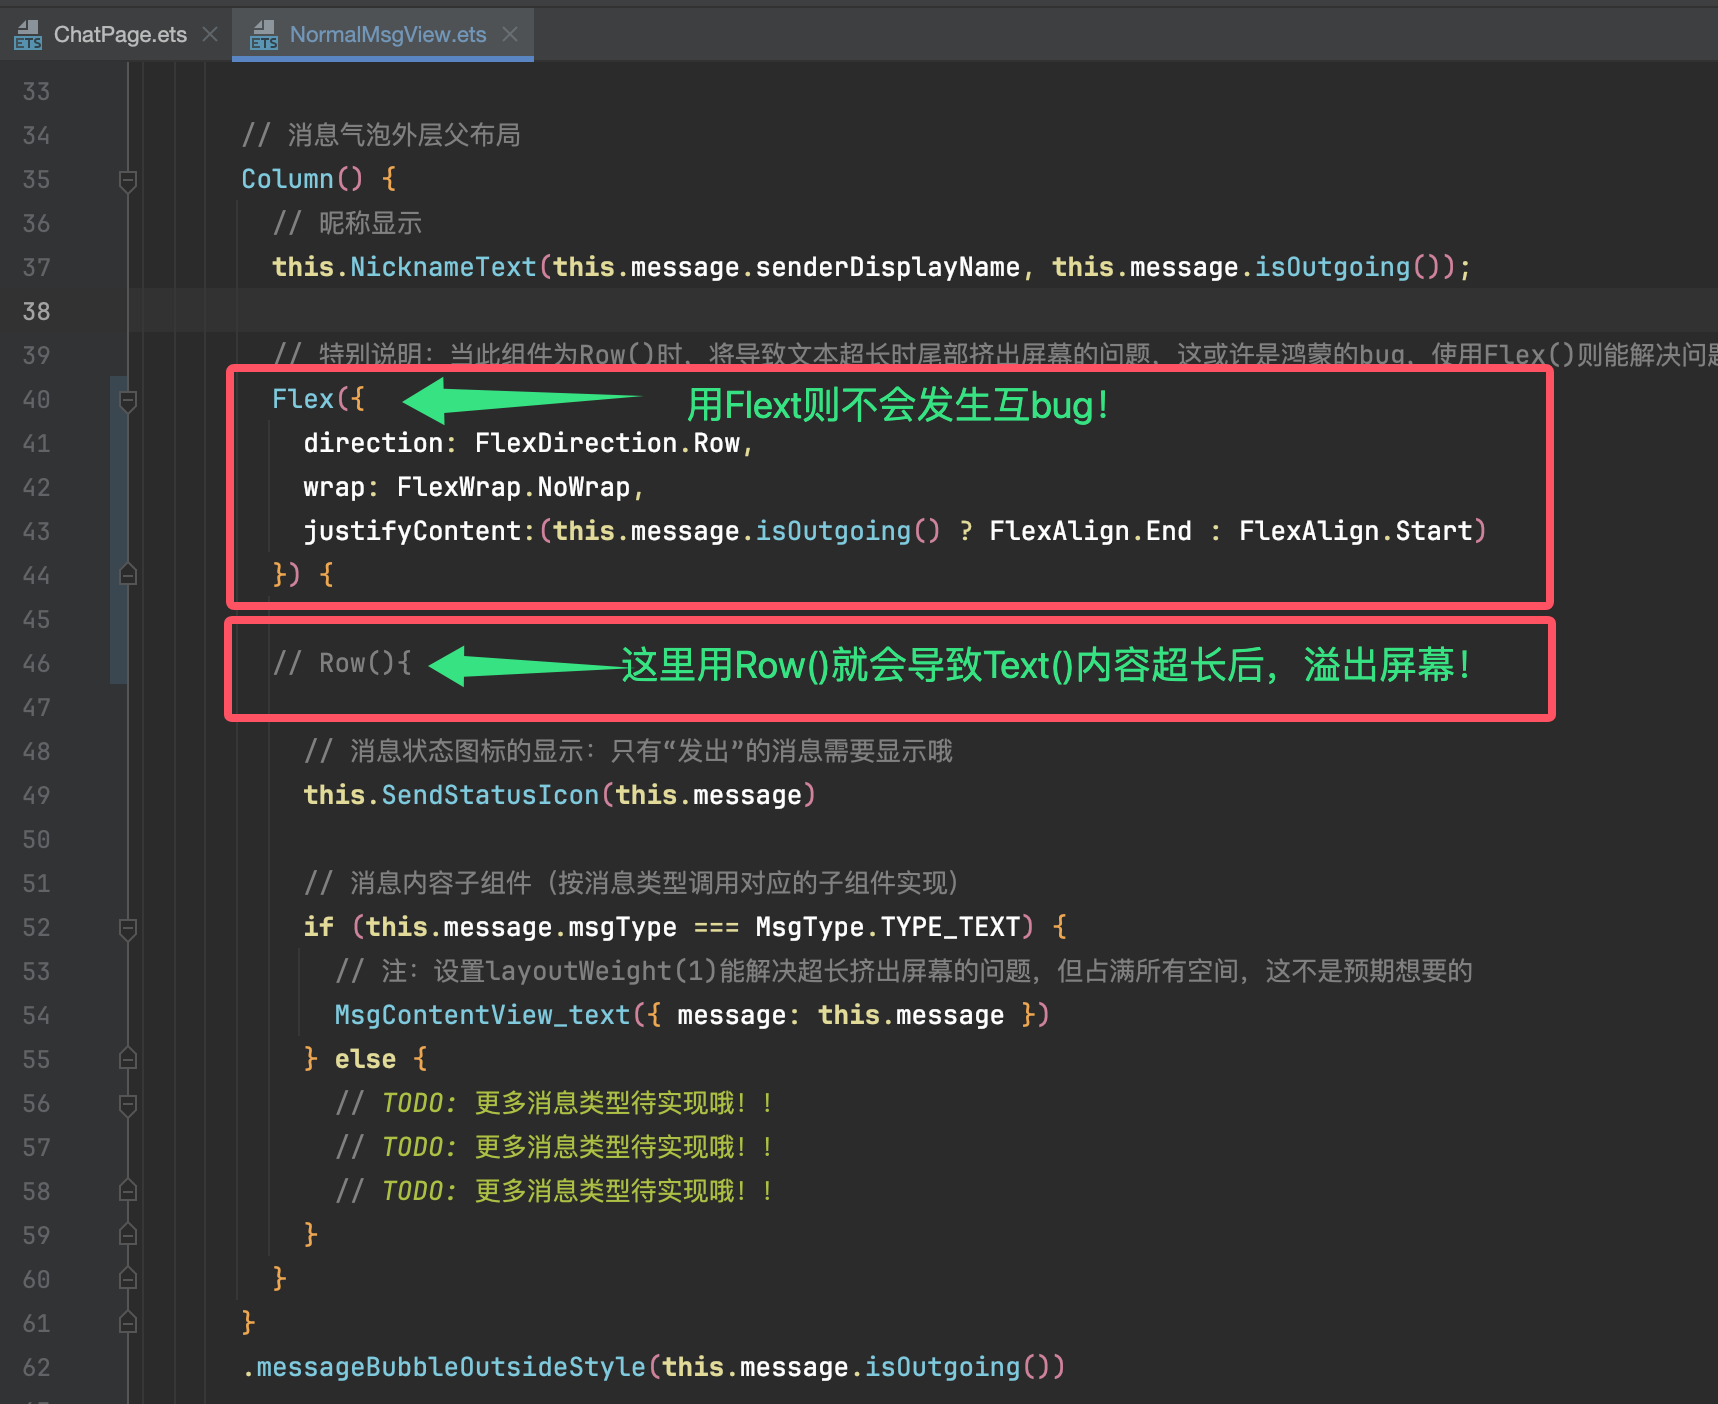 ChatPage.ets
NormalMsgView.ets
33
34 // 消息气泡外层父布局
35 Column() {
36 // 昵称显示
37 this.NicknameText(this.message.senderDisplayName, this.message.isOutgoing());
38
39 // 特别说明：当此组件为Row()时，将导致文本超长时尾部挤出屏幕的问题，这或许是鸿蒙的bug，使用Flex()则能解决问题
40 Flex({ 用Flext则不会发生互bug！
41 direction: FlexDirection.Row,
42 wrap: FlexWrap.NoWrap,
43 justifyContent:(this.message.isOutgoing() ? FlexAlign.End : FlexAlign.Start)
44 }) {
45
46 // Row(){ 这里用Row()就会导致Text()内容超长后，溢出屏幕！
47
48 // 消息状态图标的显示：只有“发出”的消息需要显示哦
49 this.SendStatusIcon(this.message)
50
51 // 消息内容子组件（按消息类型调用对应的子组件实现）
52 if (this.message.msgType === MsgType.TYPE_TEXT) {
53 // 注：设置layoutWeight(1)能解决超长挤出屏幕的问题，但占满所有空间，这不是预期想要的
54 MsgContentView_text({ message: this.message })
55 } else {
56 // TODO: 更多消息类型待实现哦！！
57 // TODO: 更多消息类型待实现哦！！
58 // TODO: 更多消息类型待实现哦！！
59 }
60 }
61 }
62 .messageBubbleOutsideStyle(this.message.isOutgoing())